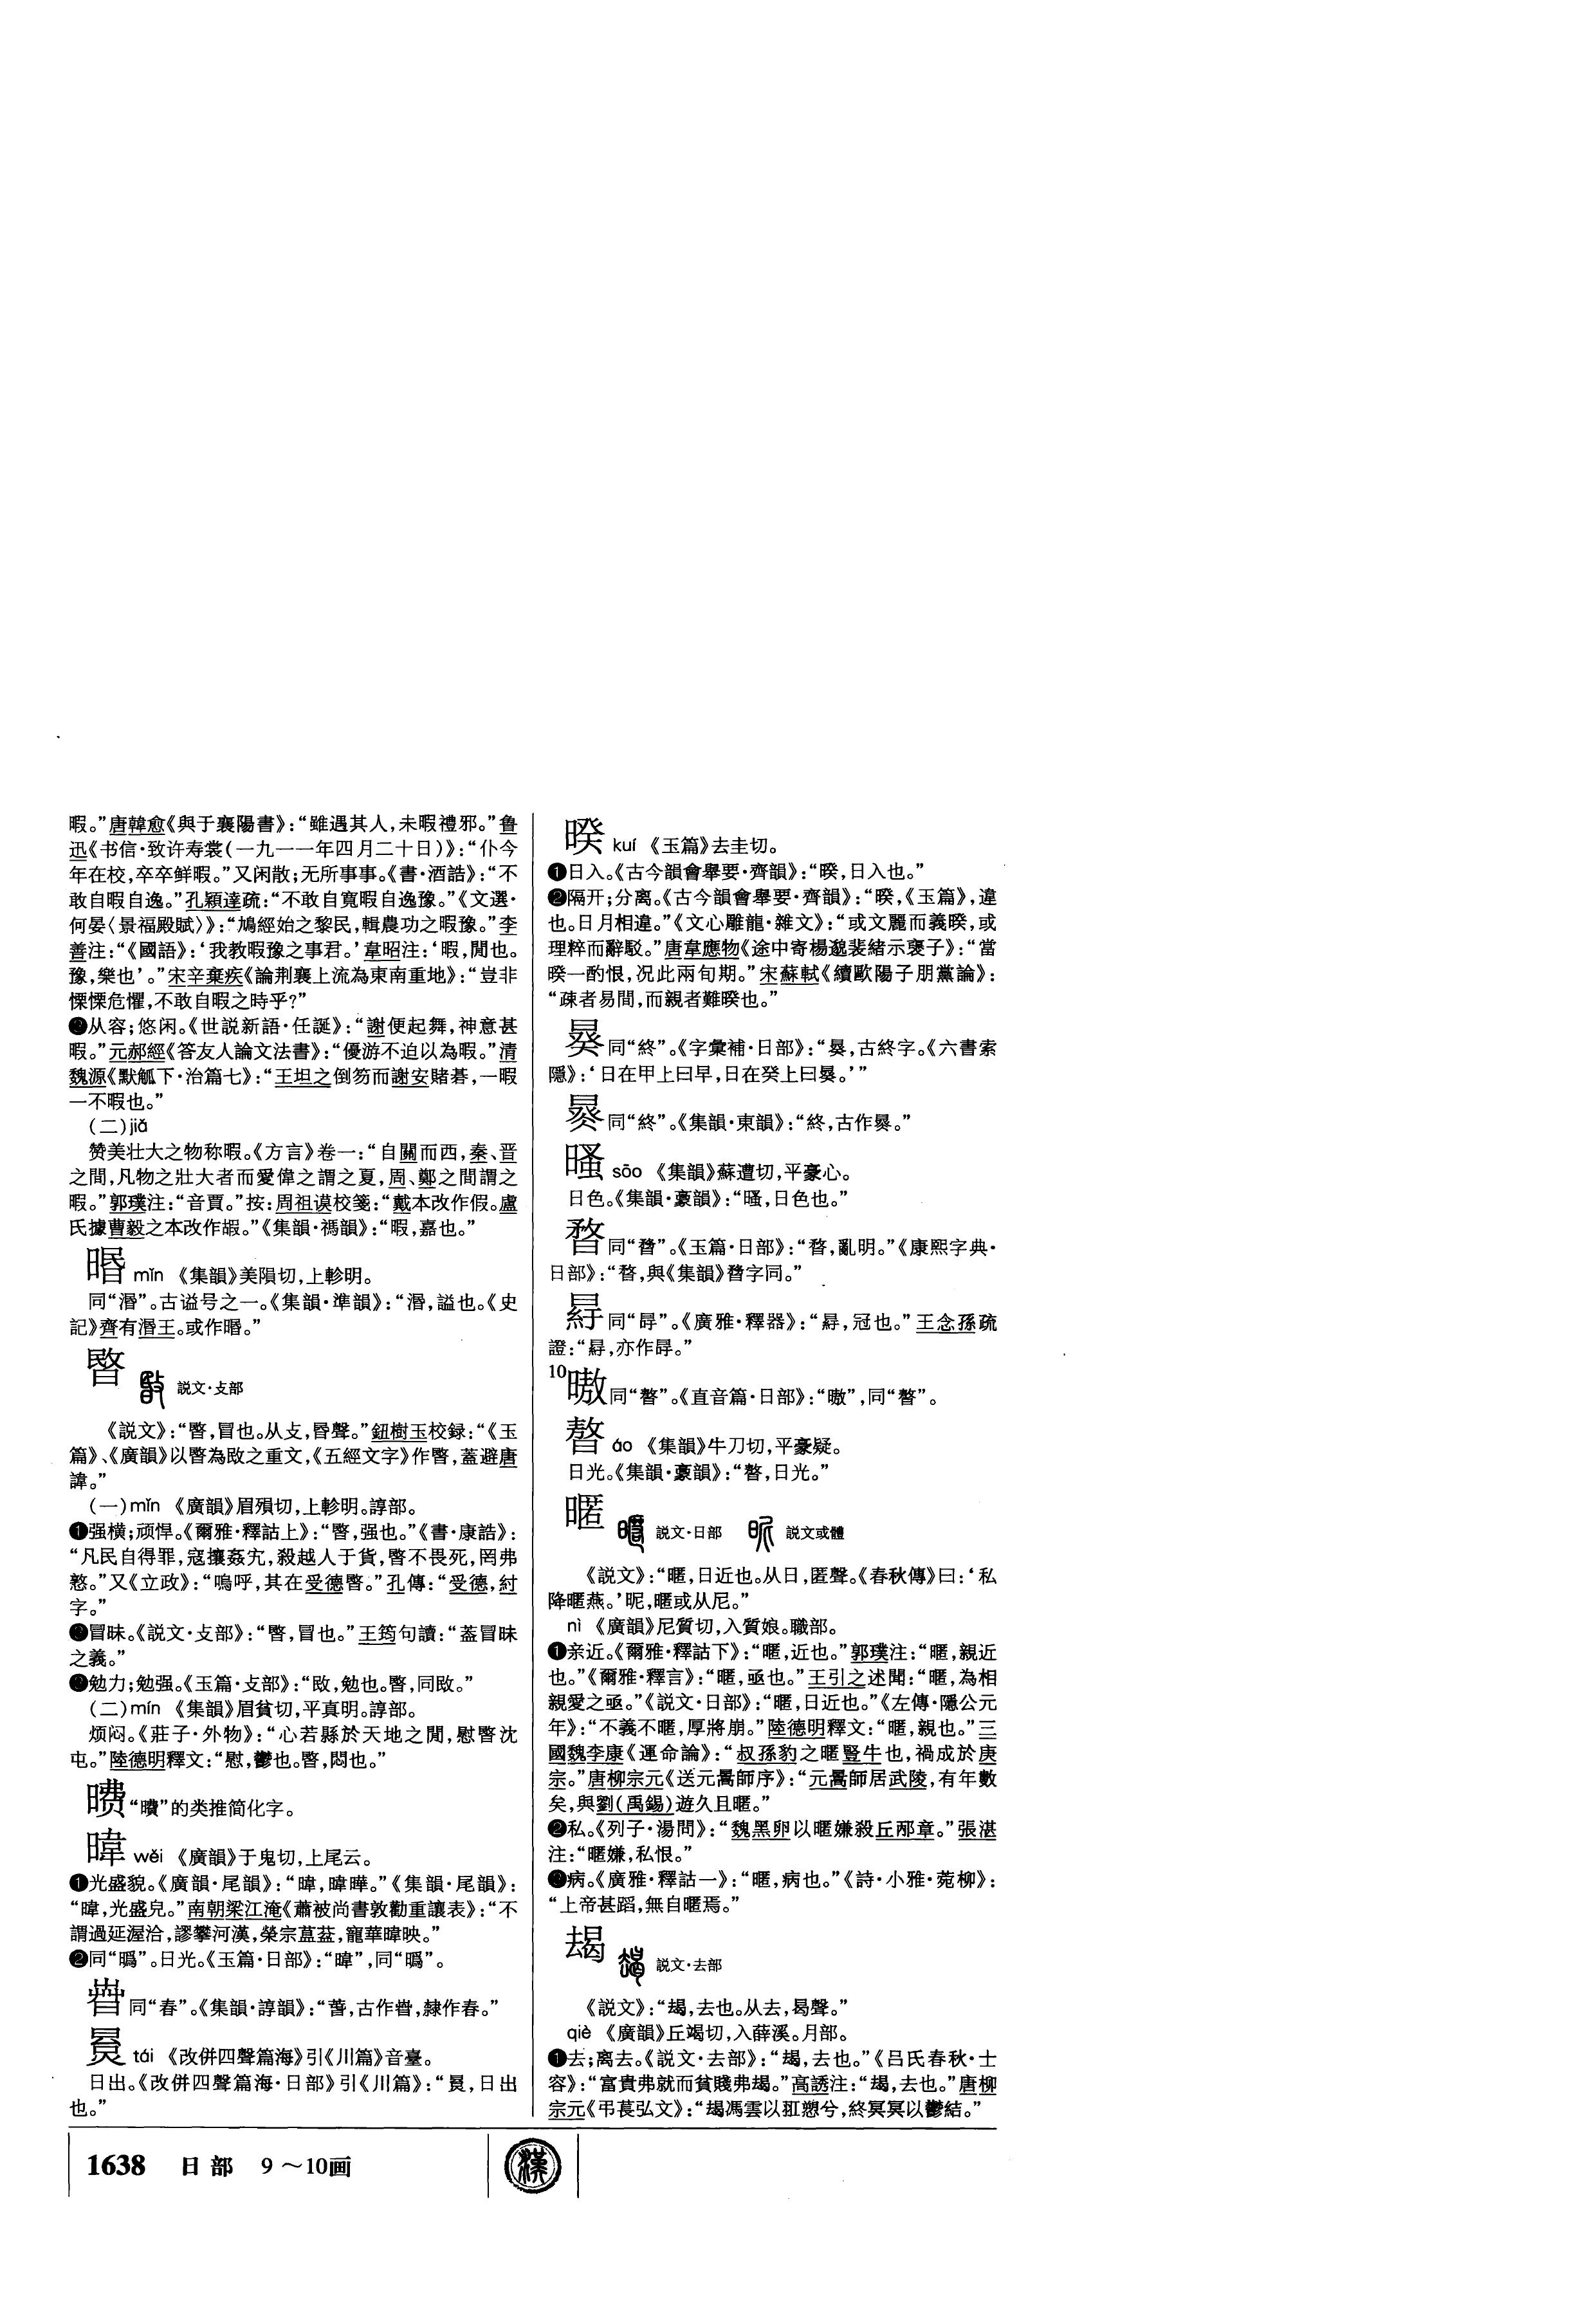 暇。”唐韓愈《與于襄陽書》：“雖遇其人，未暇禮邪。”鲁
迅《书信·致许寿裳(一九一一年四月二十日)》：“仆今
年在校，卒卒鲜暇。”又闲散；无所事事。《書·酒誥》：“不
敢自暇自逸。”孔穎達疏：“不敢自寬暇自逸豫。”《文選·
何晏〈景福殿賦〉》：“鳩經始之黎民，輯農功之暇豫。”李
善注：“《國語》：‘我教暇豫之事君。’韋昭注：‘暇，閒也。
豫，樂也’。”宋辛棄疾《論荆襄上流為東南重地》：“豈非
慄慄危懼，不敢自暇之時乎？”
❸从容；悠闲。《世説新語·任誕》：“謝便起舞，神意甚
暇。”元郝經《答友人論文法書》：“優游不迫以為暇。”清
魏源《默觚下·治篇七》：“王坦之倒笏而謝安賭碁，一暇
一不暇也。”
(二)jiǎ
赞美壮大之物称暇。《方言》卷一：“自關而西，秦、晋
之間，凡物之壯大者而愛偉之謂之夏，周、鄭之間謂之
暇。”郭璞注：“音賈。”按：周祖谟校箋：“戴本改作假。盧
氏據曹毅之本改作嘏。”《集韻·禡韻》：“暇，嘉也。”
暋 mǐn 《集韻》美隕切，上軫明。
同“湣”。古谥号之一。《集韻·準韻》：“湣，謚也。《史
記》齊有湣王。或作㬆。”
暋 説文·攴部
《説文》：“暋，冒也。从攴，昬聲。”鈕樹玉校録：“《玉
篇》、《廣韻》以暋為敃之重文，《五經文字》作暋，蓋避唐
諱。”
(一)mǐn 《廣韻》眉殞切，上軫明。諄部。
❶强横；顽悍。《爾雅·釋詁上》：“暋，强也。”《書·康誥》：
“凡民自得罪，寇攘姦宄，殺越人于貨，暋不畏死，罔弗
憝。”又《立政》：“嗚呼，其在受德暋。”孔傳：“受德，紂
字。”
❷冒昧。《説文·攴部》：“暋，冒也。”王筠句讀：“蓋冒昧
之義。”
❸勉力；勉强。《玉篇·攴部》：“敃，勉也。暋，同敃。”
(二)mín 《集韻》眉貧切，平真明。諄部。
烦闷。《莊子·外物》：“心若縣於天地之閒，慰暋沈
屯。”陸德明釋文：“慰，鬱也。暋，悶也。”
“㿉”的类推简化字。
暐 wěi 《廣韻》于鬼切，上尾云。
❶光盛貌。《廣韻·尾韻》：“暐，暐曄。”《集韻·尾韻》：
“暐，光盛皃。”南朝梁江淹《蕭被尚書敦勸重讓表》：“不
謂過延渥洽，謬攀河漢，榮宗葍葐，寵華暐映。”
❷同“䵳”。日光。《玉篇·日部》：“暐”，同“䵳”。
同“春”。《集韻·諄韻》：“萅，古作旾，隸作春。”
tái 《改併四聲篇海》引《川篇》音臺。
日出。《改併四聲篇海·日部》引《川篇》：“，日出
也。”
暌 kuí 《玉篇》去圭切。
❶日入。《古今韻會舉要·齊韻》：“暌，日入也。”
❷隔开；分离。《古今韻會舉要·齊韻》：“暌，《玉篇》，違
也。日月相違。”《文心雕龍·雜文》：“或文麗而義暌，或
理粹而辭駁。”唐韋應物《途中寄楊邈裴緒示褒子》：“當
暌一酌恨，况此兩旬期。”宋蘇軾《續歐陽子朋黨論》：
“疎者易間，而親者難暌也。”
同“終”。《字彙補·日部》：“，古終字。《六書索
隱》：‘日在甲上曰早，日在癸上曰。’”
同“終”。《集韻·東韻》：“終，古作。”
sōo 《集韻》蘇遭切，平豪心。
日色。《集韻·豪韻》：“，日色也。”
同“暓”。《玉篇·日部》：“，亂明。”《康熙字典·
日部》：“，與《集韻》暓字同。”
同“冔”。《廣雅·釋器》：“，冠也。”王念孫疏
證：“，亦作冔。”
10 暾同“”。《直音篇·日部》：“”，同“”。
áo 《集韻》牛刀切，平豪疑。
日光。《集韻·豪韻》：“，日光。”
暱 説文·日部 説文或體
《説文》：“暱，日近也。从日，匿聲。《春秋傳》曰：‘私
降暱燕。’昵，暱或从尼。”
nì 《廣韻》尼質切，入質娘。職部。
❶亲近。《爾雅·釋詁下》：“暱，近也。”郭璞注：“暱，親近
也。”《爾雅·釋言》：“暱，亟也。”王引之述聞：“暱，為相
親愛之亟。”《説文·日部》：“暱，日近也。”《左傳·隱公元
年》：“不義不暱，厚將崩。”陸德明釋文：“暱，親也。”三
國魏李康《運命論》：“叔孫豹之暱豎牛也，禍成於庚
宗。”唐柳宗元《送元暠師序》：“元暠師居武陵，有年數
矣，與劉(禹錫)遊久且暱。”
❷私。《列子·湯問》：“魏黑卵以暱嫌殺丘邴章。”張湛
注：“暱嫌，私恨。”
❸病。《廣雅·釋詁一》：“暱，病也。”《詩·小雅·菀柳》：
“上帝甚蹈，無自暱焉。”
朅 説文·去部
《説文》：“朅，去也。从去，曷聲。”
qiè 《廣韻》丘竭切，入薛溪。月部。
❶去；离去。《説文·去部》：“朅，去也。”《吕氏春秋·士
容》：“富貴弗就而貧賤弗朅。”高誘注：“朅，去也。”唐柳
宗元《弔萇弘文》：“朅馮雲以羾愬兮，終冥冥以鬱結。”
1638 日部 9～10画
漢